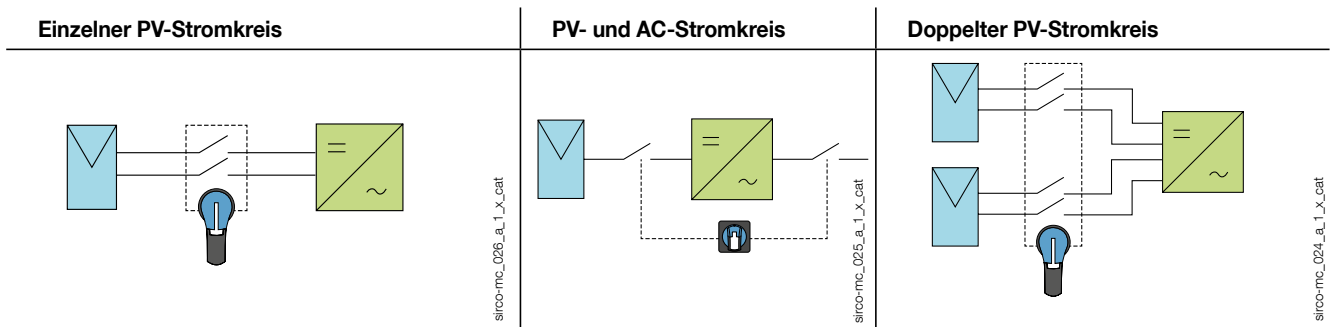 Einzelner PV-Stromkreis
PV- und AC-Stromkreis
Doppelter PV-Stromkreis
sirco-mc_026_a_1_x_cat
sirco-mc_025_a_1_x_cat
sirco-mc_024_a_1_x_cat